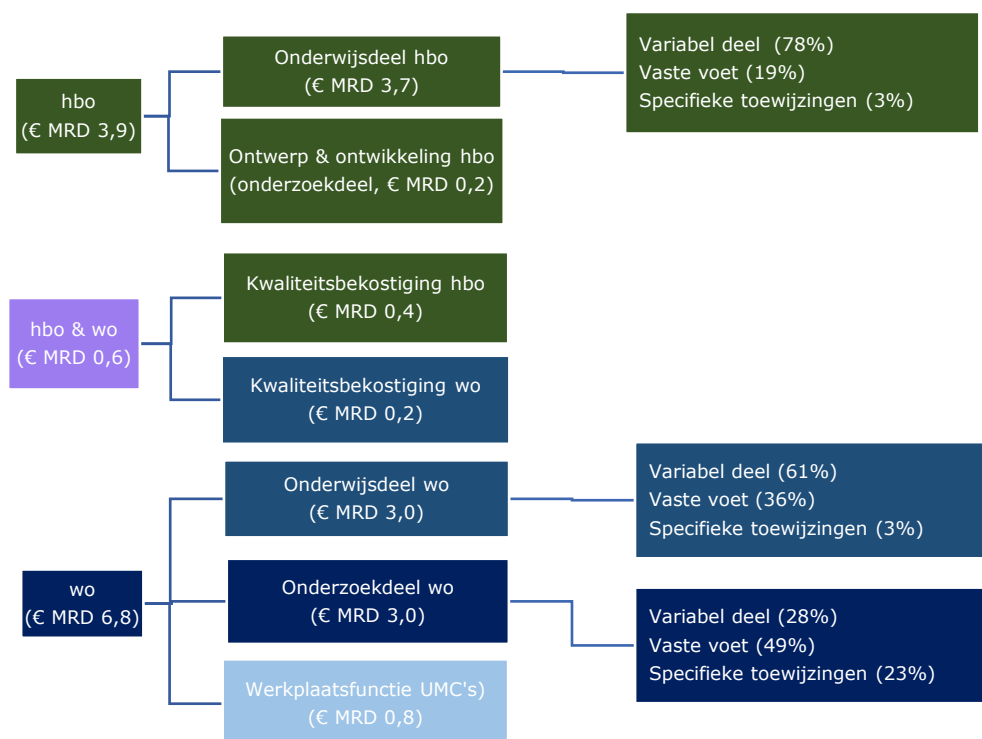 hbo
(€ MRD 3,9)
Onderwijsdeel hbo
(€ MRD 3,7)
Variabel deel  (78%)
Vaste voet (19%)
Specifieke toewijzingen (3%)
Ontwerp & ontwikkeling hbo
(onderzoekdeel, € MRD 0,2)
hbo & wo
(€ MRD 0,6)
Kwaliteitsbekostiging hbo
(€ MRD 0,4)
Kwaliteitsbekostiging wo
(€ MRD 0,2)
wo
(€ MRD 6,8)
Onderwijsdeel wo
(€ MRD 3,0)
Variabel deel (61%)
Vaste voet (36%)
Specifieke toewijzingen (3%)
Onderzoekdeel wo
(€ MRD 3,0)
Variabel deel (28%)
Vaste voet (49%)
Specifieke toewijzingen (23%)
Werkplaatsfunctie UMC's)
(€ MRD 0,8)